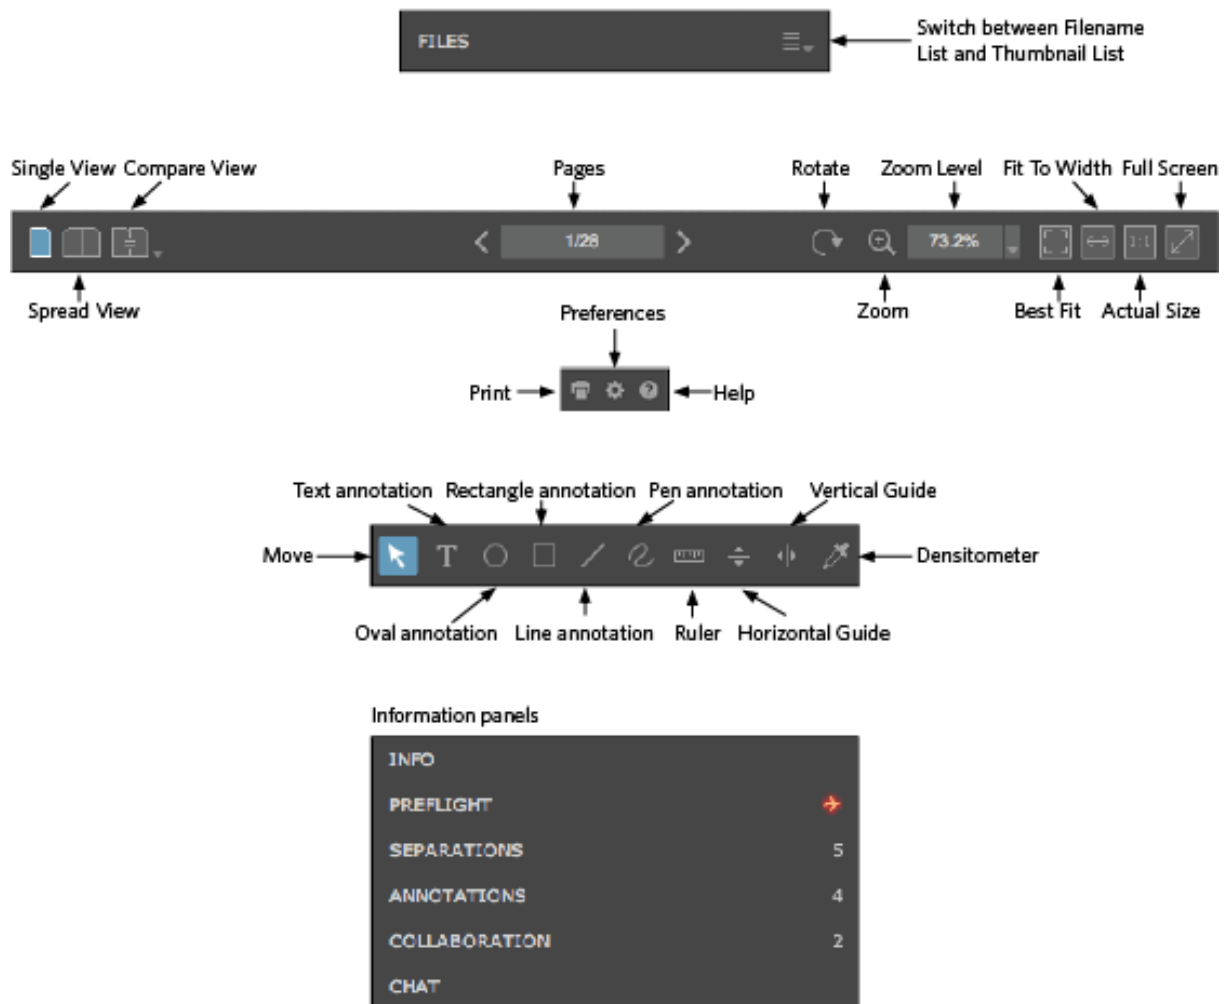 FILES
Switch between Filename
List and Thumbnail List
Single View Compare View Pages Rotate Zoom Level Fit To Width Full Screen
1/28 73.2% 1:1
Spread View Zoom Best Fit Actual Size
Preferences
Print Help
Text annotation Rectangle annotation Pen annotation Vertical Guide
Move T Densitometer
Oval annotation Line annotation Ruler Horizontal Guide
Information panels
INFO
PREFLIGHT
SEPARATIONS 5
ANNOTATIONS 4
COLLABORATION 2
CHAT